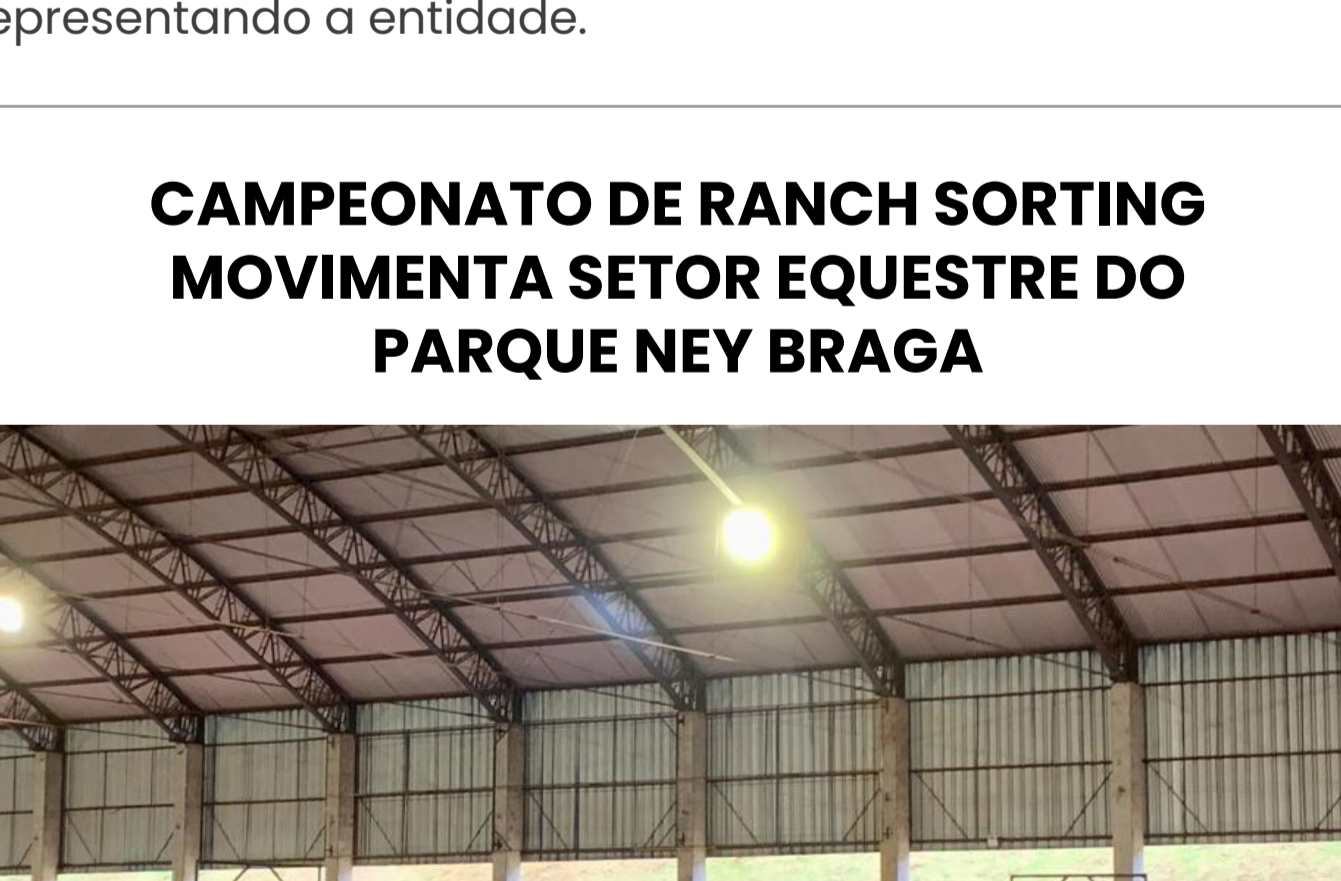 epresentando a entidade.
CAMPEONATO DE RANCH SORTING
MOVIMENTA SETOR EQUESTRE DO
PARQUE NEY BRAGA